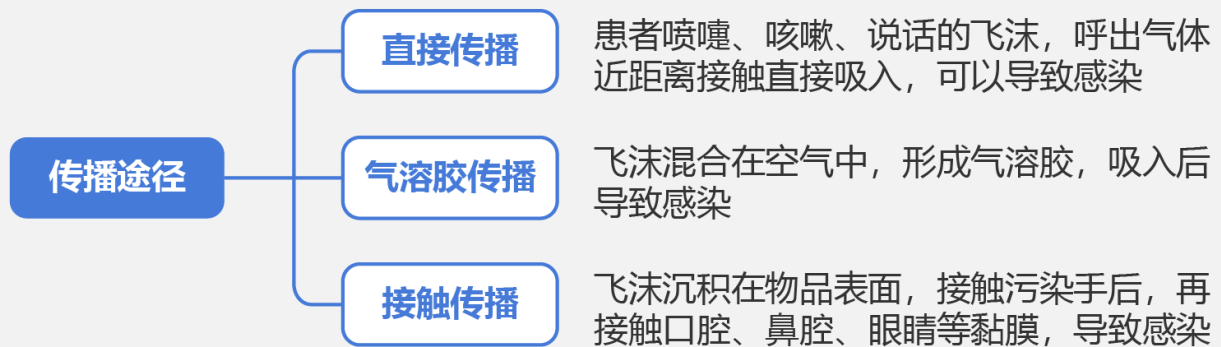 传播途径
直接传播
患者喷嚏、咳嗽、说话的飞沫，呼出气体
近距离接触直接吸入，可以导致感染
气溶胶传播
飞沫混合在空气中，形成气溶胶，吸入后
导致感染
接触传播
飞沫沉积在物品表面，接触污染手后，再
接触口腔、鼻腔、眼睛等黏膜，导致感染